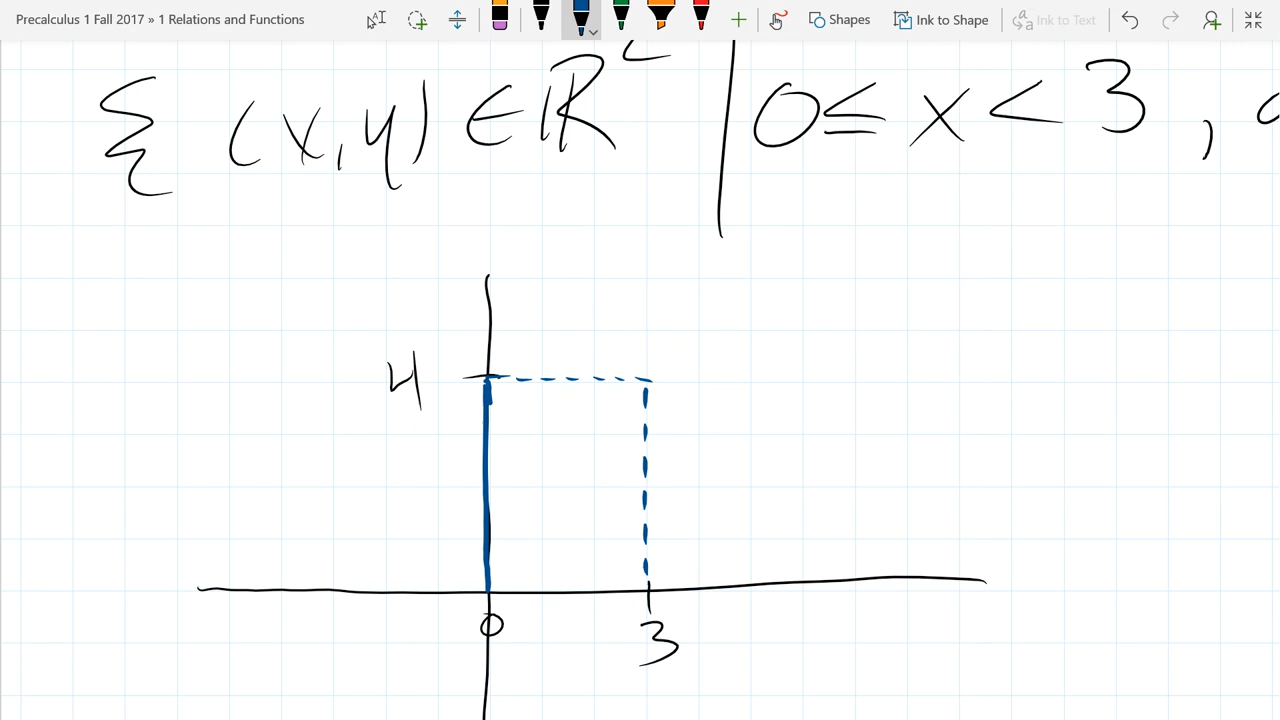 Precalculus 1 Fall 2017 » 1 Relations and Functions Shapes Ink to Shape Ink to Text
{ (x,y) ∈ ℝ² | 0 ≤ x < 3 ,
4
0 3